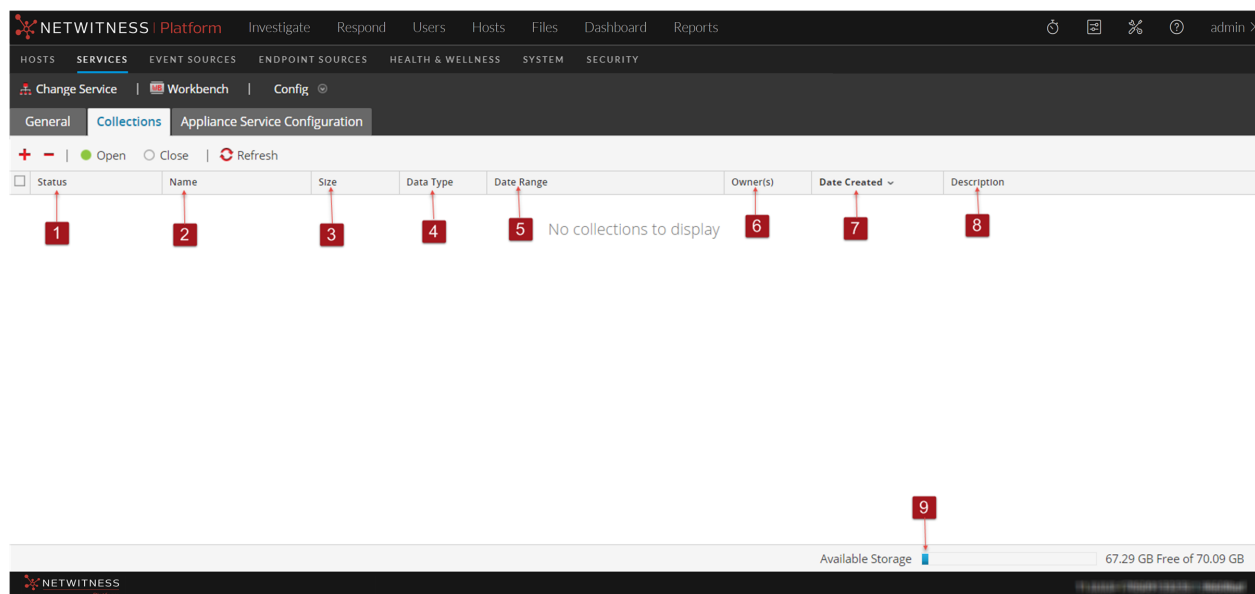 NETWITNESS Platform Investigate Respond Users Hosts Files Dashboard Reports admin
HOSTS SERVICES EVENT SOURCES ENDPOINT SOURCES HEALTH & WELLNESS SYSTEM SECURITY
Change Service | WB Workbench | Config
General Collections Appliance Service Configuration
+ − | Open Close | Refresh
Status Name Size Data Type Date Range Owner(s) Date Created Description
1 2 3 4 5 6 7 8
No collections to display
9
Available Storage 67.29 GB Free of 70.09 GB
NETWITNESS